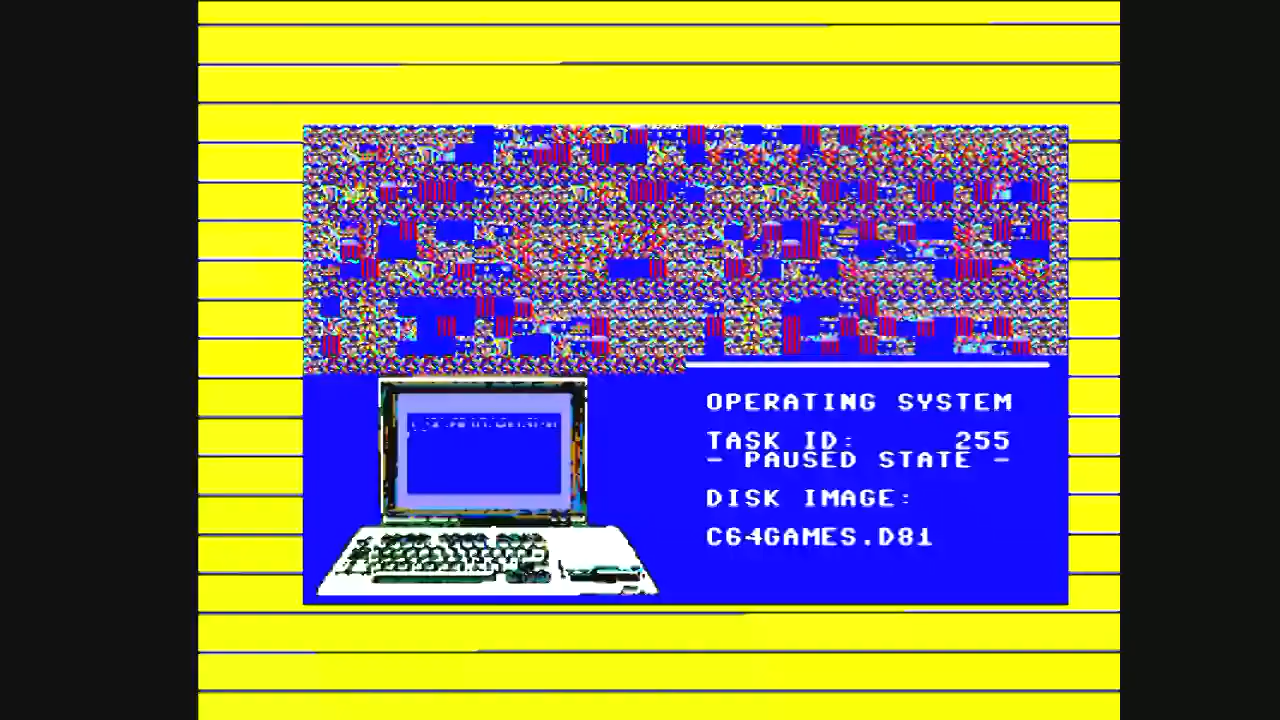 OPERATING SYSTEM
TASK ID: 255
- PAUSED STATE -
DISK IMAGE:
C64GAMES.D81